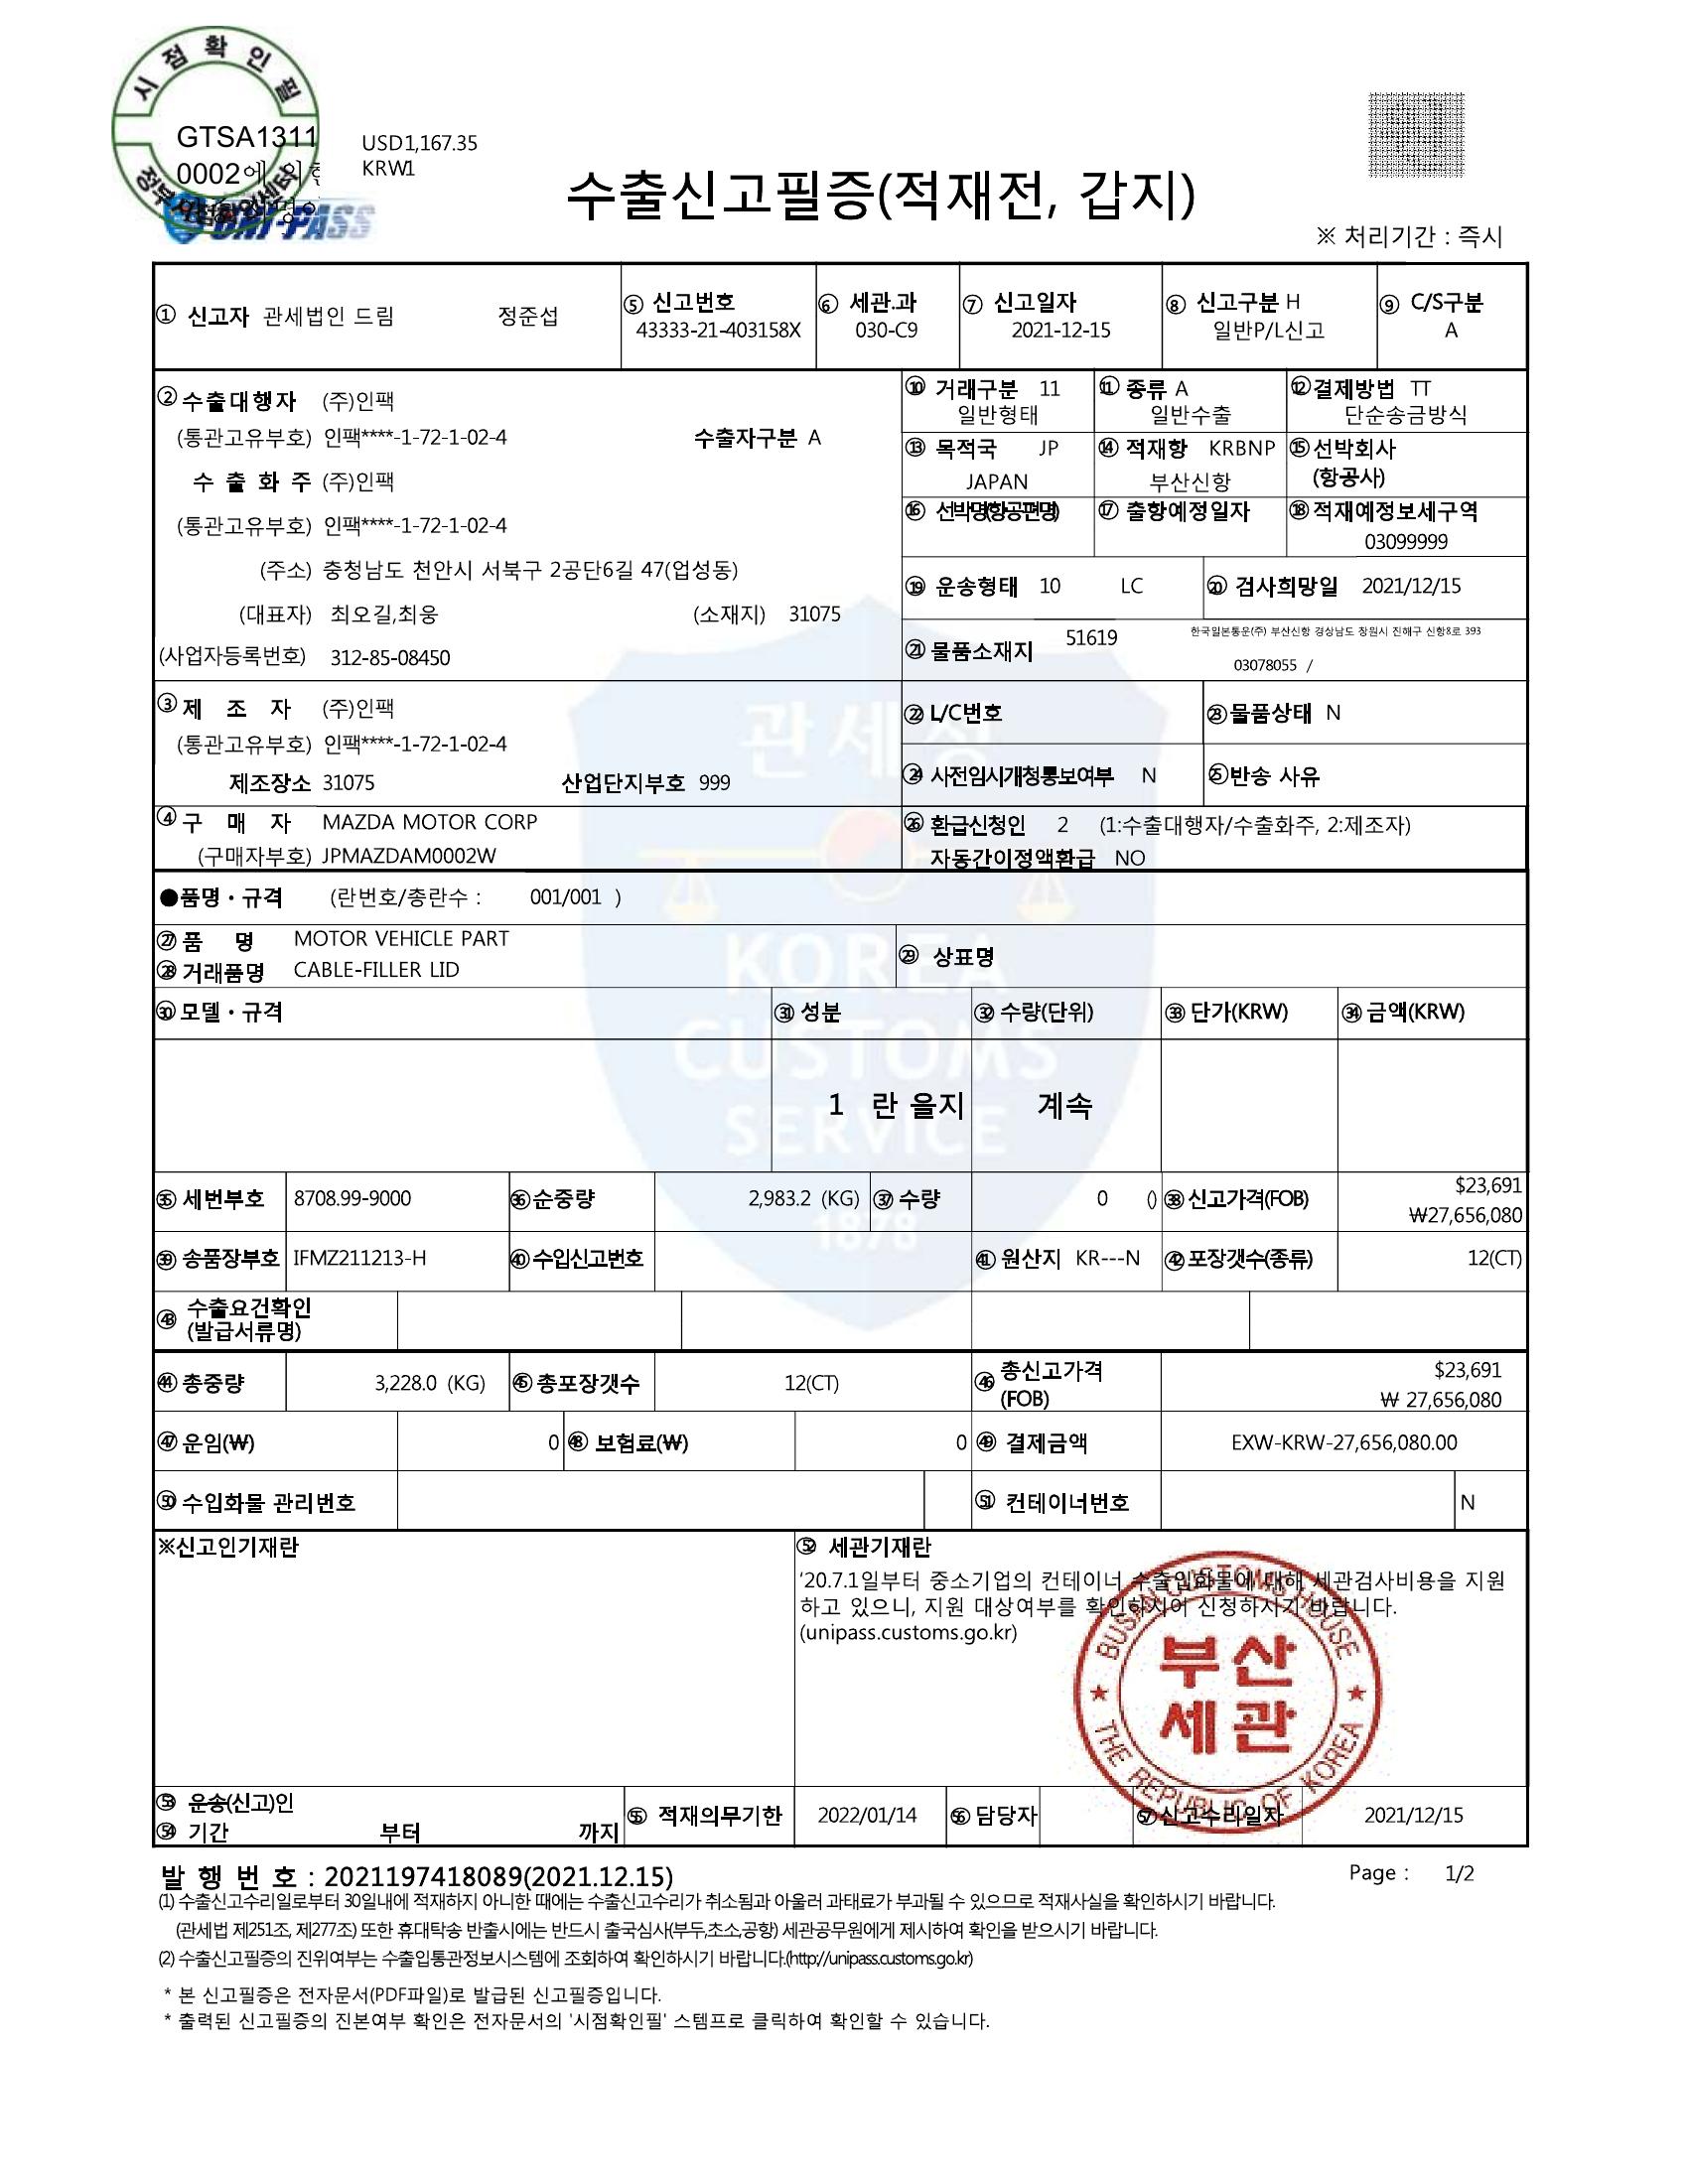 시점확인필
GTSA1311
0002에 의한
USD1,167.35
KRW1
UNI-PASS
수출신고필증(적재전, 갑지)
※ 처리기간 : 즉시
① 신고자 관세법인 드림 정준섭
⑤ 신고번호
43333-21-403158X
⑥ 세관.과
030-C9
⑦ 신고일자
2021-12-15
⑧ 신고구분 H
일반P/L신고
⑨ C/S구분
A
② 수출대행자 (주)인팩
(통관고유부호) 인팩****-1-72-1-02-4 수출자구분 A
수 출 화 주 (주)인팩
(통관고유부호) 인팩****-1-72-1-02-4
(주소) 충청남도 천안시 서북구 2공단6길 47(업성동)
(대표자) 최오길,최웅 (소재지) 31075
(사업자등록번호) 312-85-08450
⑩ 거래구분 11
일반형태
⑪ 종류 A
일반수출
⑫ 결제방법 TT
단순송금방식
⑬ 목적국 JP
JAPAN
⑭ 적재항 KRBNP
부산신항
⑮ 선박회사
(항공사)
⑯ 선박명(항공편명)
⑰ 출항예정일자
⑱ 적재예정보세구역
03099999
⑲ 운송형태 10 LC
⑳ 검사희망일 2021/12/15
㉑ 물품소재지 51619 한국일본통운(주) 부산신항 경상남도 창원시 진해구 신항8로 393
03078055 /
③ 제 조 자 (주)인팩
(통관고유부호) 인팩****-1-72-1-02-4
제조장소 31075 산업단지부호 999
㉒ L/C번호
㉓ 물품상태 N
㉔ 사전임시개청통보여부 N
㉕ 반송 사유
④ 구 매 자 MAZDA MOTOR CORP
(구매자부호) JPMAZDAM0002W
㉖ 환급신청인 2 (1:수출대행자/수출화주, 2:제조자)
자동간이정액환급 NO
●품명・규격 (란번호/총란수 : 001/001 )
㉗ 품 명 MOTOR VEHICLE PART
㉘ 거래품명 CABLE-FILLER LID
㉙ 상표명
㉚ 모델・규격
㉛ 성분
㉜ 수량(단위)
㉝ 단가(KRW)
㉞ 금액(KRW)
1 란 을지 계속
관세청
KOREA
CUSTOMS
SERVICE
1878
㉟ 세번부호 8708.99-9000
㊱ 순중량 2,983.2 (KG)
㊲ 수량 0 ()
㊳ 신고가격(FOB) $23,691
₩27,656,080
㊴ 송품장부호 IFMZ211213-H
㊵ 수입신고번호
㊶ 원산지 KR---N
㊷ 포장갯수(종류) 12(CT)
㊸ 수출요건확인
(발급서류명)
㊹ 총중량 3,228.0 (KG)
㊺ 총포장갯수 12(CT)
㊻ 총신고가격
(FOB)
$23,691
₩ 27,656,080
㊼ 운임(₩) 0
㊽ 보험료(₩) 0
㊾ 결제금액 EXW-KRW-27,656,080.00
㊿ 수입화물 관리번호
51 컨테이너번호 N
※신고인기재란
52 세관기재란
'20.7.1일부터 중소기업의 컨테이너 수출입화물에 대해 세관검사비용을 지원
하고 있으니, 지원 대상여부를 확인하시어 신청하시기 바랍니다.
(unipass.customs.go.kr)
BUSAN CUSTOMS HOUSE
부산
세관
THE REPUBLIC OF KOREA
53 운송(신고)인
54 기간 부터 까지
55 적재의무기한 2022/01/14
56 담당자
57 신고수리일자 2021/12/15
발 행 번 호 : 2021197418089(2021.12.15)
Page : 1/2
(1) 수출신고수리일로부터 30일내에 적재하지 아니한 때에는 수출신고수리가 취소됨과 아울러 과태료가 부과될 수 있으므로 적재사실을 확인하시기 바랍니다.
(관세법 제251조, 제277조) 또한 휴대탁송 반출시에는 반드시 출국심사(부두,초소,공항) 세관공무원에게 제시하여 확인을 받으시기 바랍니다.
(2) 수출신고필증의 진위여부는 수출입통관정보시스템에 조회하여 확인하시기 바랍니다.(http://unipass.customs.go.kr)
* 본 신고필증은 전자문서(PDF파일)로 발급된 신고필증입니다.
* 출력된 신고필증의 진본여부 확인은 전자문서의 '시점확인필' 스템프로 클릭하여 확인할 수 있습니다.